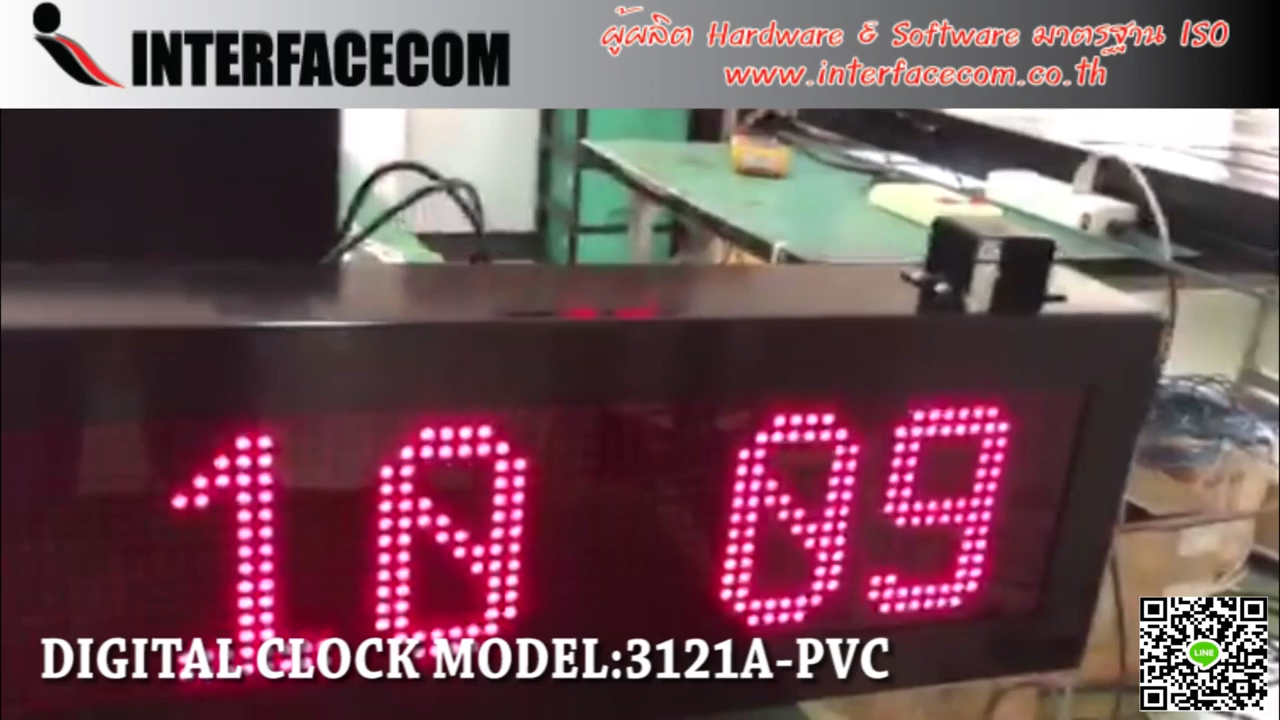 INTERFACECOM
ผู้ผลิต Hardware & Software มาตรฐาน ISO
www.interfacecom.co.th
10 09
DIGITAL CLOCK MODEL:3121A-PVC
LINE